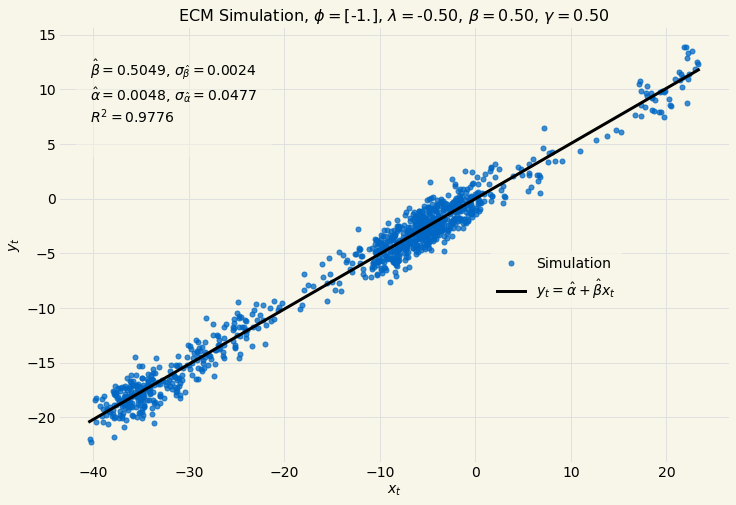 ECM Simulation, ϕ = [-1.], λ = -0.50, β = 0.50, γ = 0.50
β̂ = 0.5049, σ_β̂ = 0.0024
α̂ = 0.0048, σ_α̂ = 0.0477
R² = 0.9776
15
10
5
0
−5
−10
−15
−20
y_t
Simulation
y_t = α̂ + β̂x_t
−40 −30 −20 −10 0 10 20
x_t